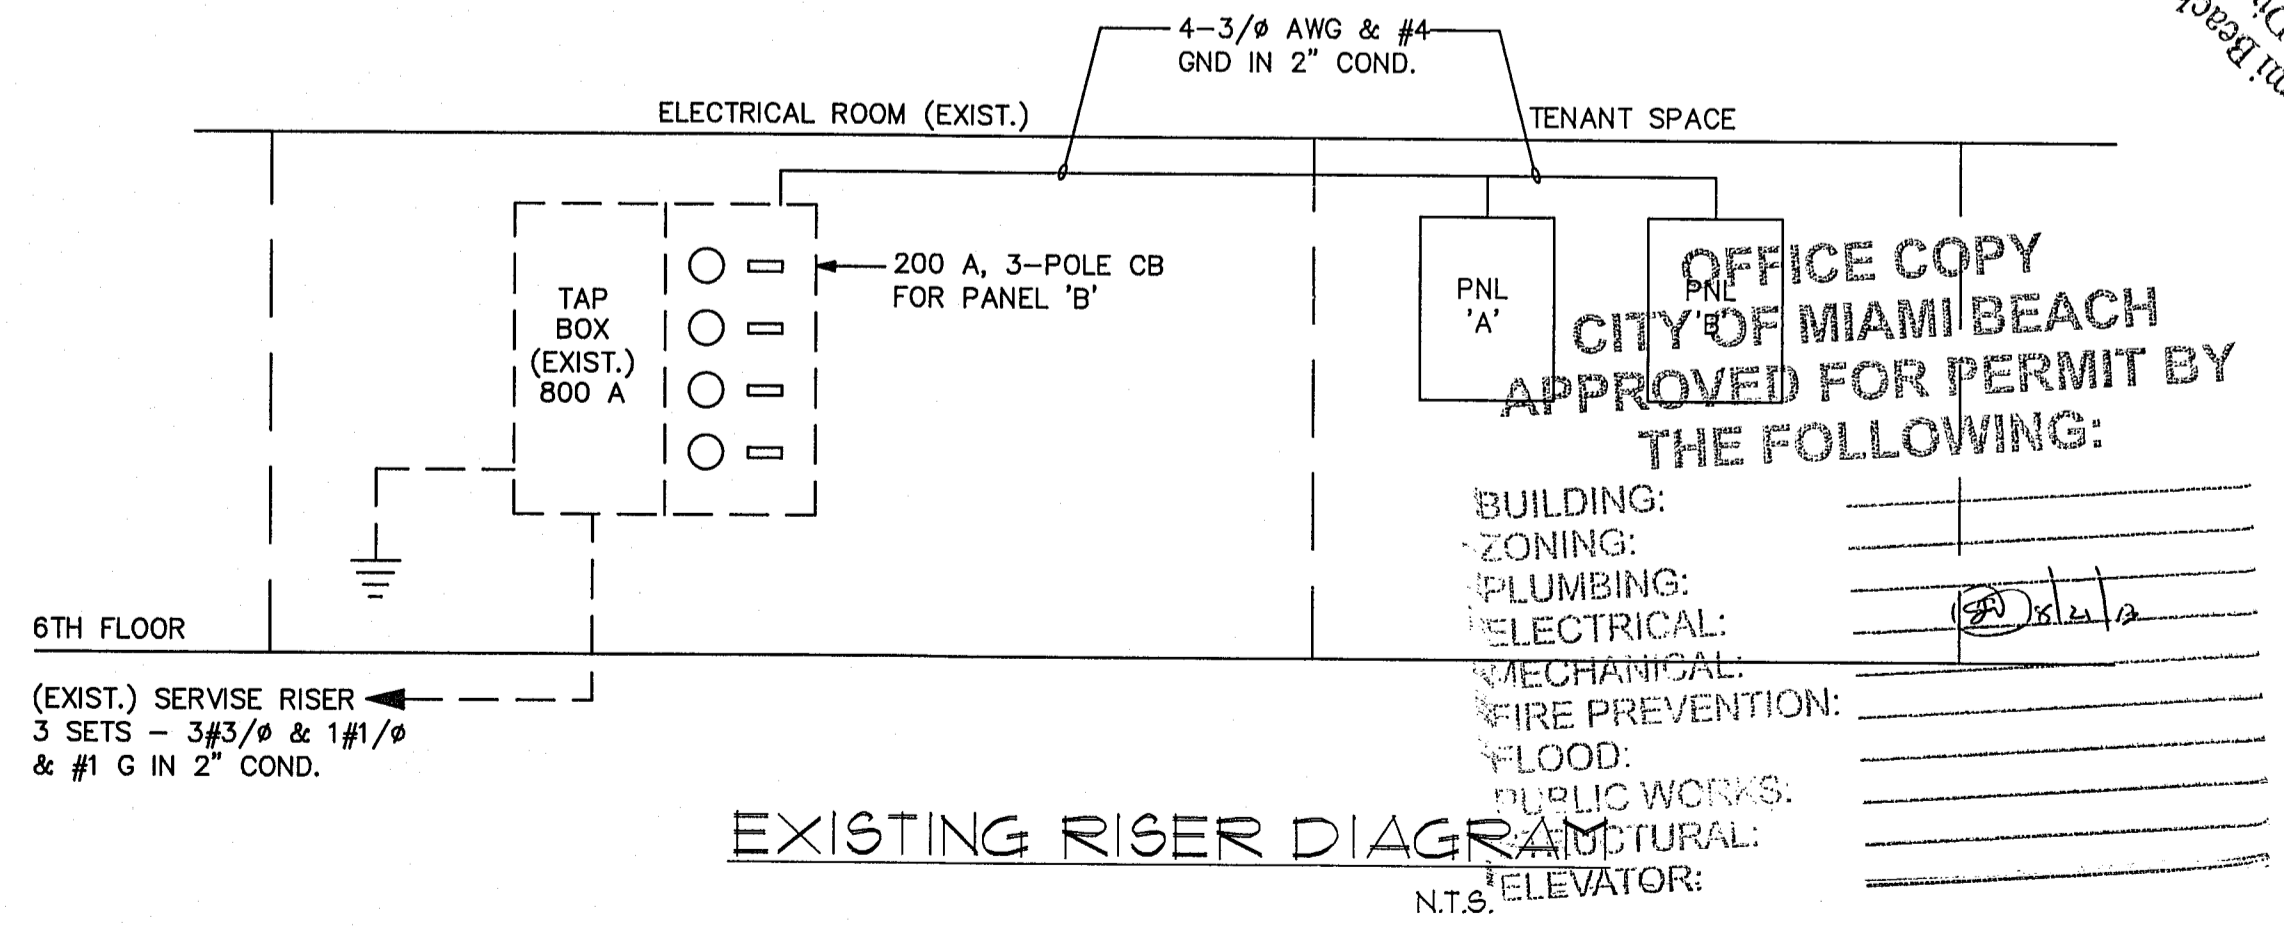 4-3/ø AWG & #4
GND IN 2" COND.
ELECTRICAL ROOM (EXIST.)
TENANT SPACE
TAP
BOX
(EXIST.)
800 A
200 A, 3-POLE CB
FOR PANEL 'B'
PNL
'A'
PNL
'B'
OFFICE COPY
CITY OF MIAMI BEACH
APPROVED FOR PERMIT BY
THE FOLLOWING:
BUILDING:
ZONING:
PLUMBING:
ELECTRICAL:
MECHANICAL:
FIRE PREVENTION:
FLOOD:
PUBLIC WORKS:
STRUCTURAL:
ELEVATOR:
6TH FLOOR
(EXIST.) SERVISE RISER
3 SETS - 3#3/ø & 1#1/ø
& #1 G IN 2" COND.
EXISTING RISER DIAGRAM
N.T.S.